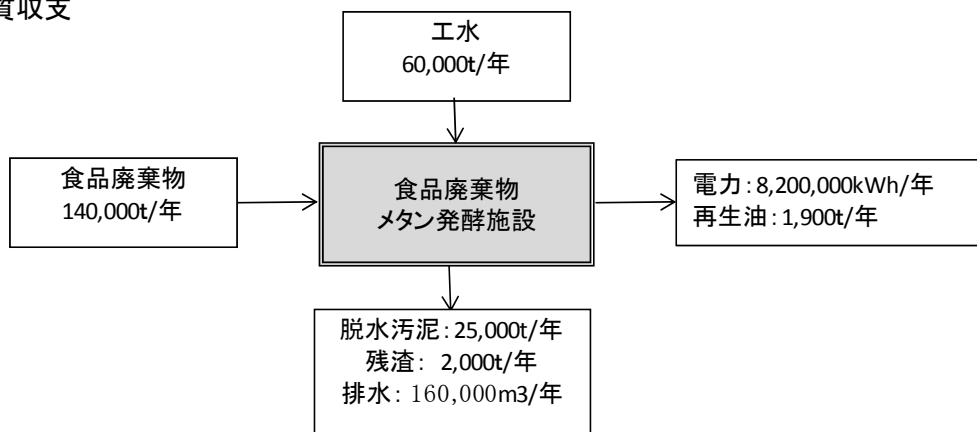 質収支
工水
60,000t/年
食品廃棄物
140,000t/年
食品廃棄物
メタン発酵施設
電力:8,200,000kWh/年
再生油:1,900t/年
脱水汚泥:25,000t/年
残渣: 2,000t/年
排水: 160,000m3/年